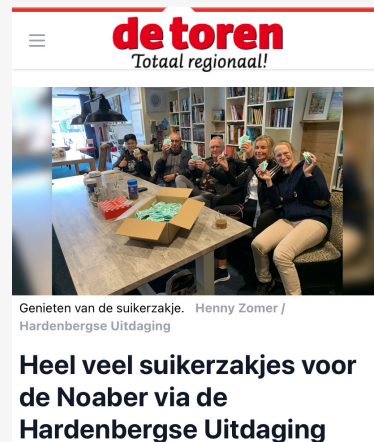 de toren
Totaal regionaal!
Genieten van de suikerzakje. Henny Zomer /
Hardenbergse Uitdaging
Heel veel suikerzakjes voor
de Noaber via de
Hardenbergse Uitdaging